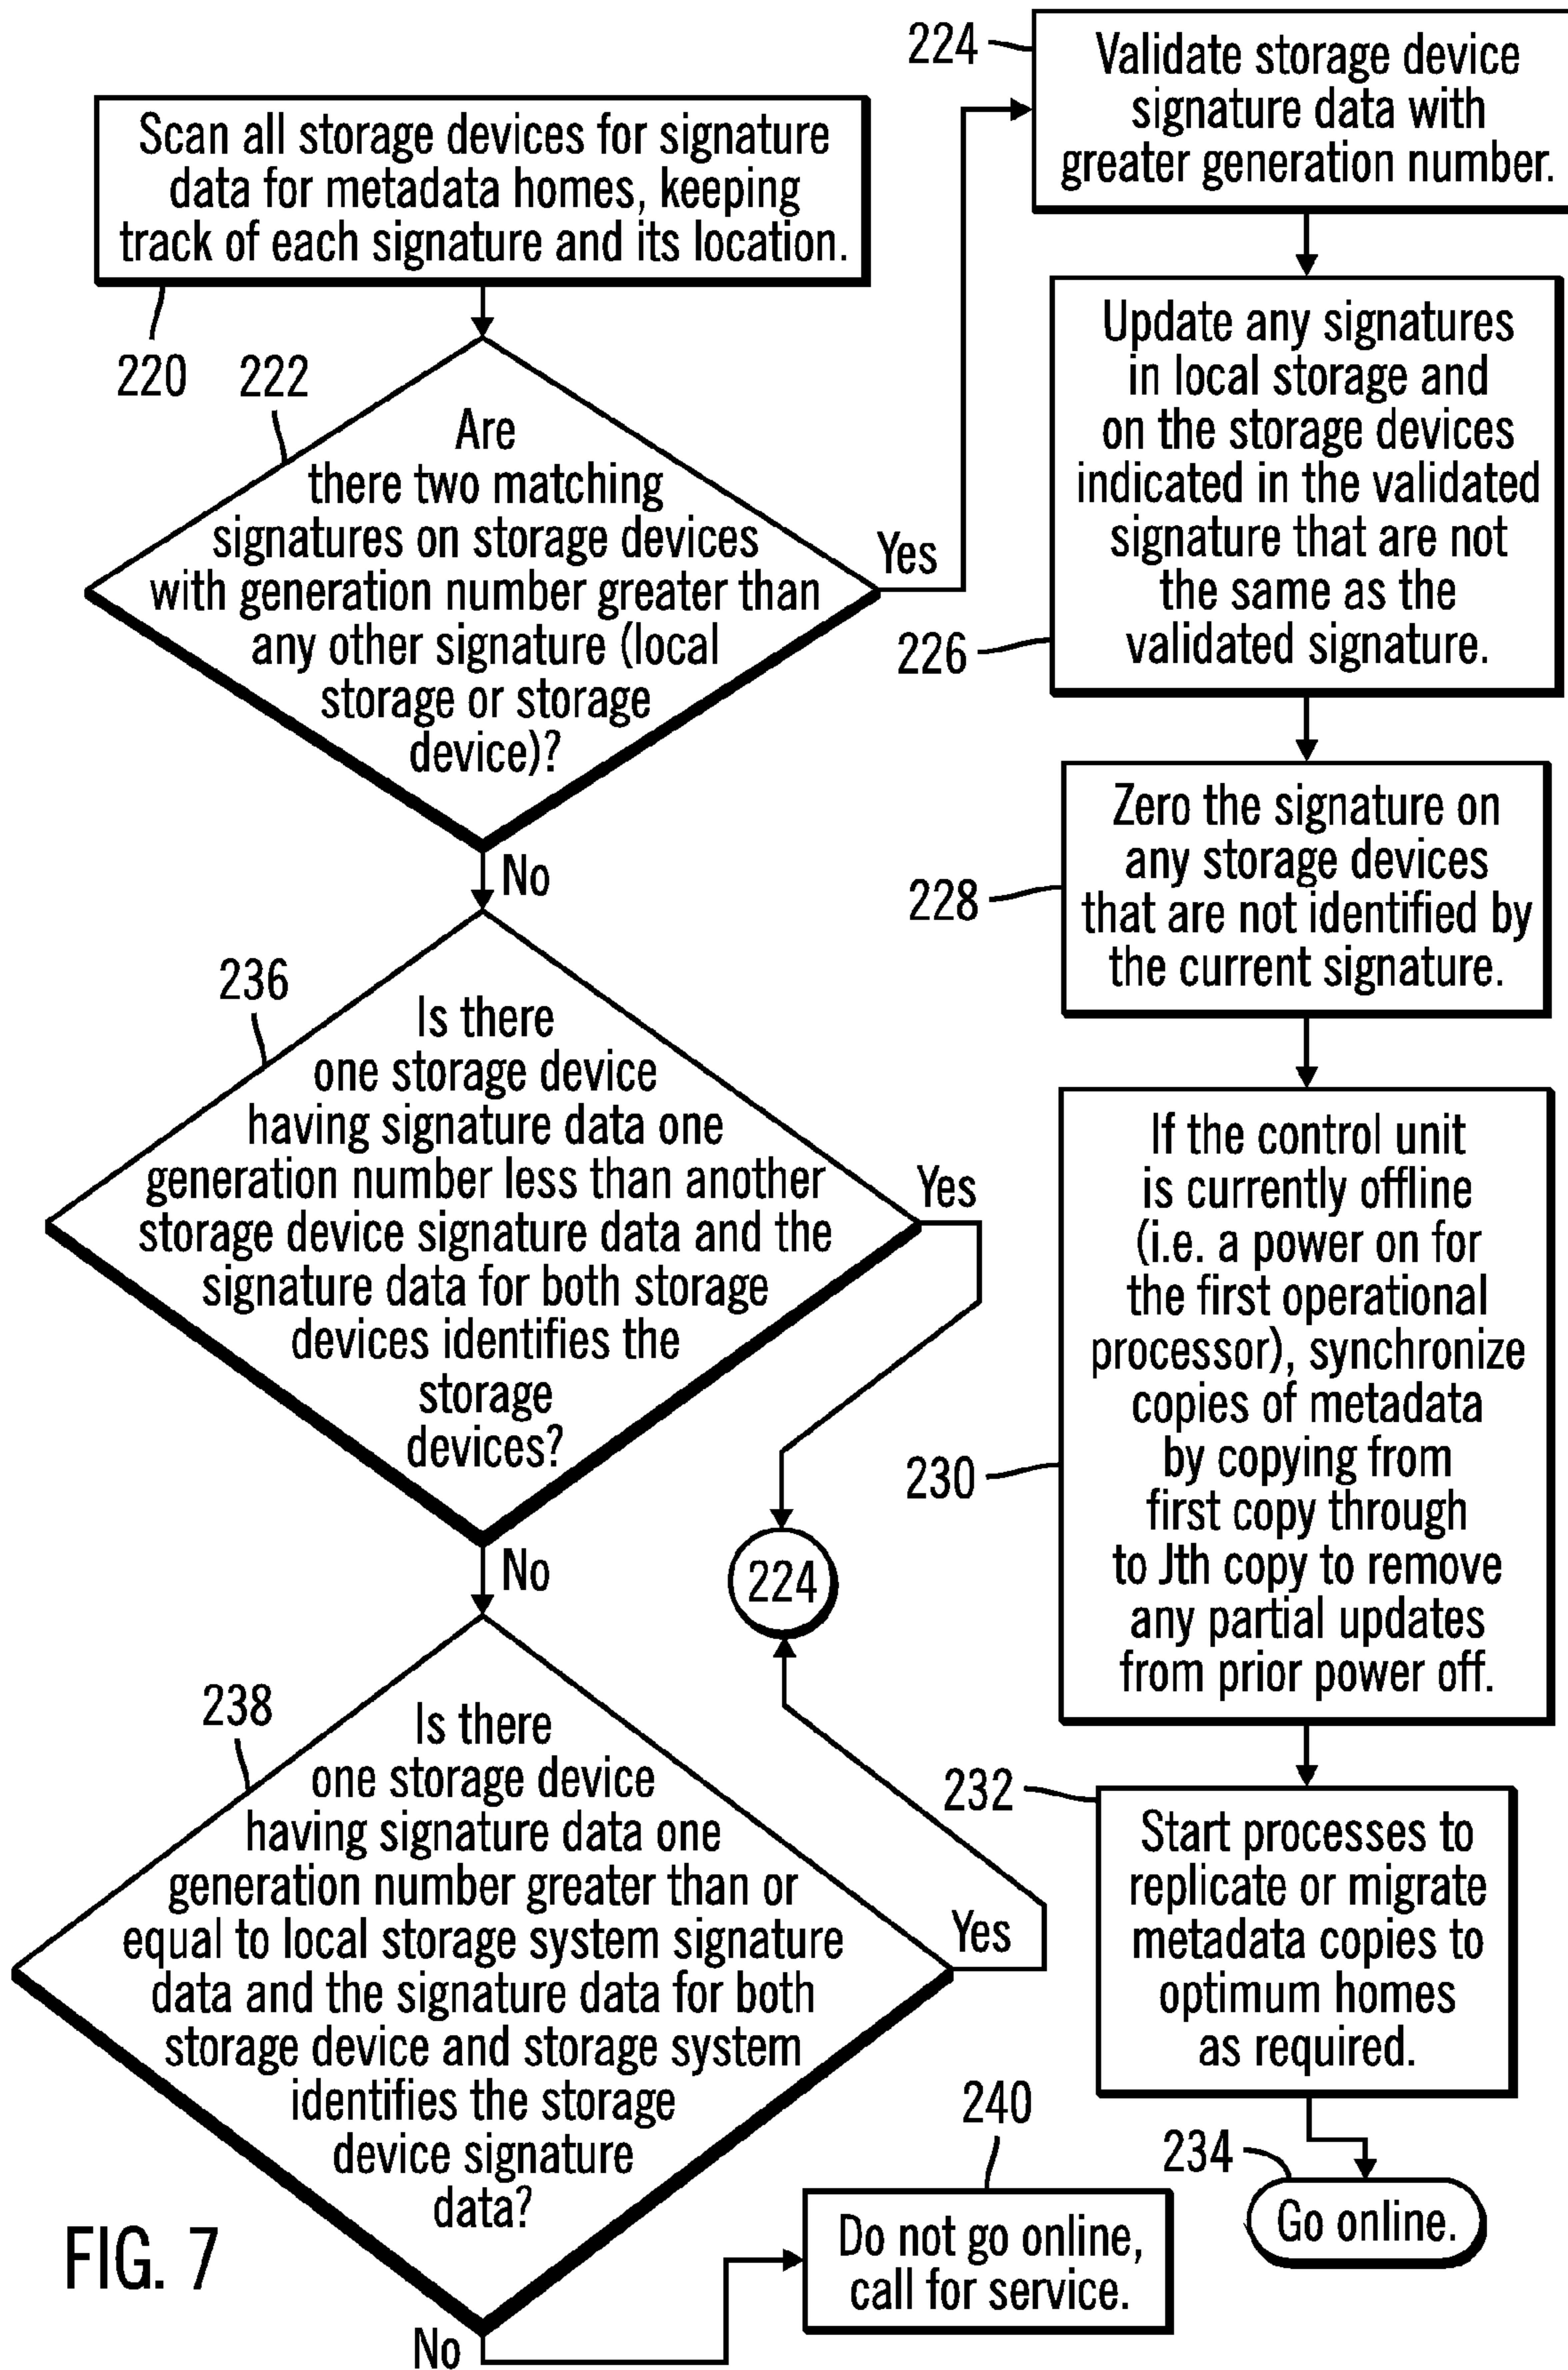 Scan all storage devices for signature
data for metadata homes, keeping
track of each signature and its location.
220
222
Are
there two matching
signatures on storage devices
with generation number greater than
any other signature (local
storage or storage
device)?
Yes
No
236
Is there
one storage device
having signature data one
generation number less than another
storage device signature data and the
signature data for both storage
devices identifies the
storage
devices?
Yes
No
224
238
Is there
one storage device
having signature data one
generation number greater than or
equal to local storage system signature
data and the signature data for both
storage device and storage system
identifies the storage
device signature
data?
Yes
No
240
Do not go online,
call for service.
224
Validate storage device
signature data with
greater generation number.
226
Update any signatures
in local storage and
on the storage devices
indicated in the validated
signature that are not
the same as the
validated signature.
228
Zero the signature on
any storage devices
that are not identified by
the current signature.
230
If the control unit
is currently offline
(i.e. a power on for
the first operational
processor), synchronize
copies of metadata
by copying from
first copy through
to Jth copy to remove
any partial updates
from prior power off.
232
Start processes to
replicate or migrate
metadata copies to
optimum homes
as required.
234
Go online.
FIG. 7